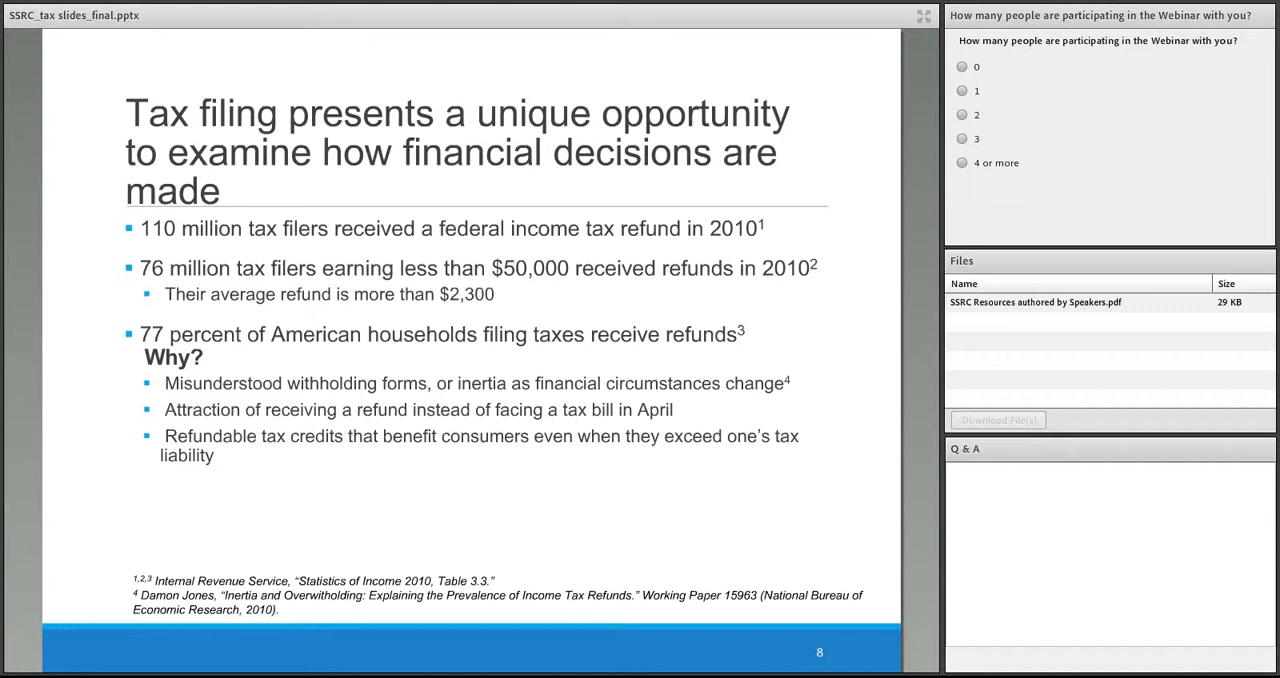 SSRC_tax slides_final.pptx
Tax filing presents a unique opportunity
to examine how financial decisions are
made
▪ 110 million tax filers received a federal income tax refund in 2010¹
▪ 76 million tax filers earning less than $50,000 received refunds in 2010²
▪ Their average refund is more than $2,300
▪ 77 percent of American households filing taxes receive refunds³
Why?
▪ Misunderstood withholding forms, or inertia as financial circumstances change⁴
▪ Attraction of receiving a refund instead of facing a tax bill in April
▪ Refundable tax credits that benefit consumers even when they exceed one’s tax
liability
¹,²,³ Internal Revenue Service, “Statistics of Income 2010, Table 3.3.”
⁴ Damon Jones, “Inertia and Overwitholding: Explaining the Prevalence of Income Tax Refunds.” Working Paper 15963 (National Bureau of
Economic Research, 2010).
8
How many people are participating in the Webinar with you?
How many people are participating in the Webinar with you?
0
1
2
3
4 or more
Files
Name Size
SSRC Resources authored by Speakers.pdf 29 KB
Download File(s)
Q & A